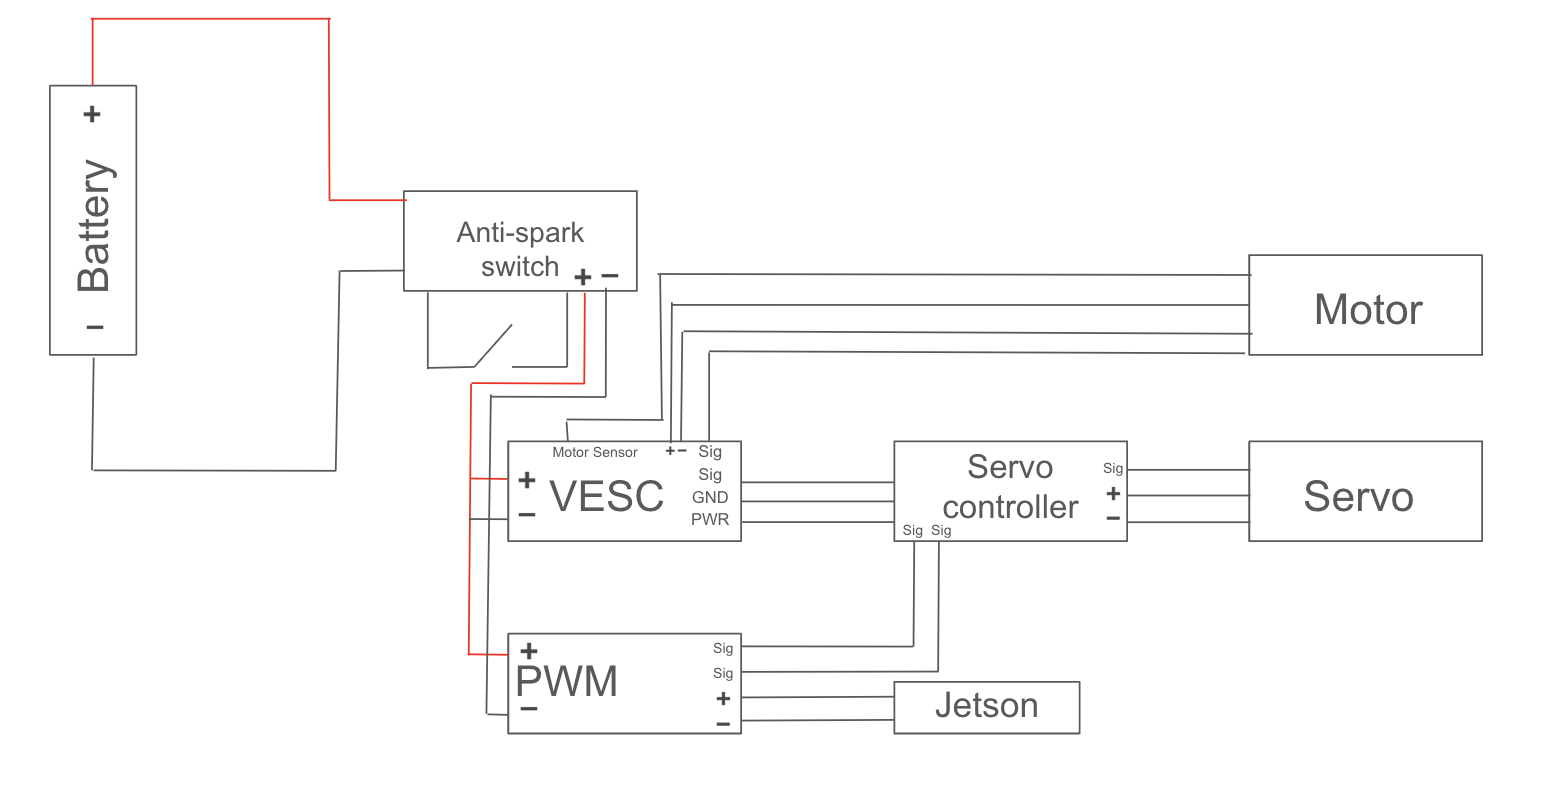 +
Battery
−
Anti-spark
switch
+ −
Motor
Motor Sensor
+ − Sig
Sig
+
VESC
GND
−
PWR
Servo
controller
Sig
+
−
Sig Sig
Servo
+
PWM
−
Sig
Sig
+
−
Jetson